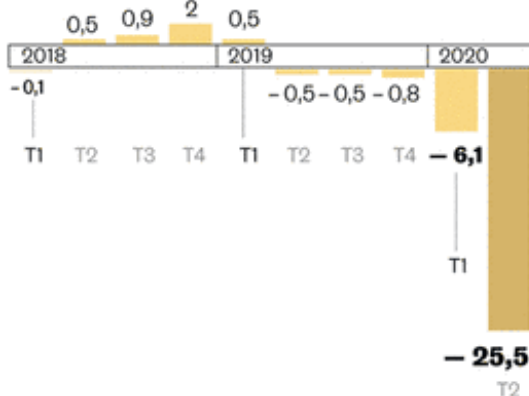 0,5 0,9 2 0,5
2018 2019 2020
- 0,1 - 0,5 - 0,5 - 0,8
T1 T2 T3 T4 T1 T2 T3 T4 — 6,1
T1
— 25,5
T2